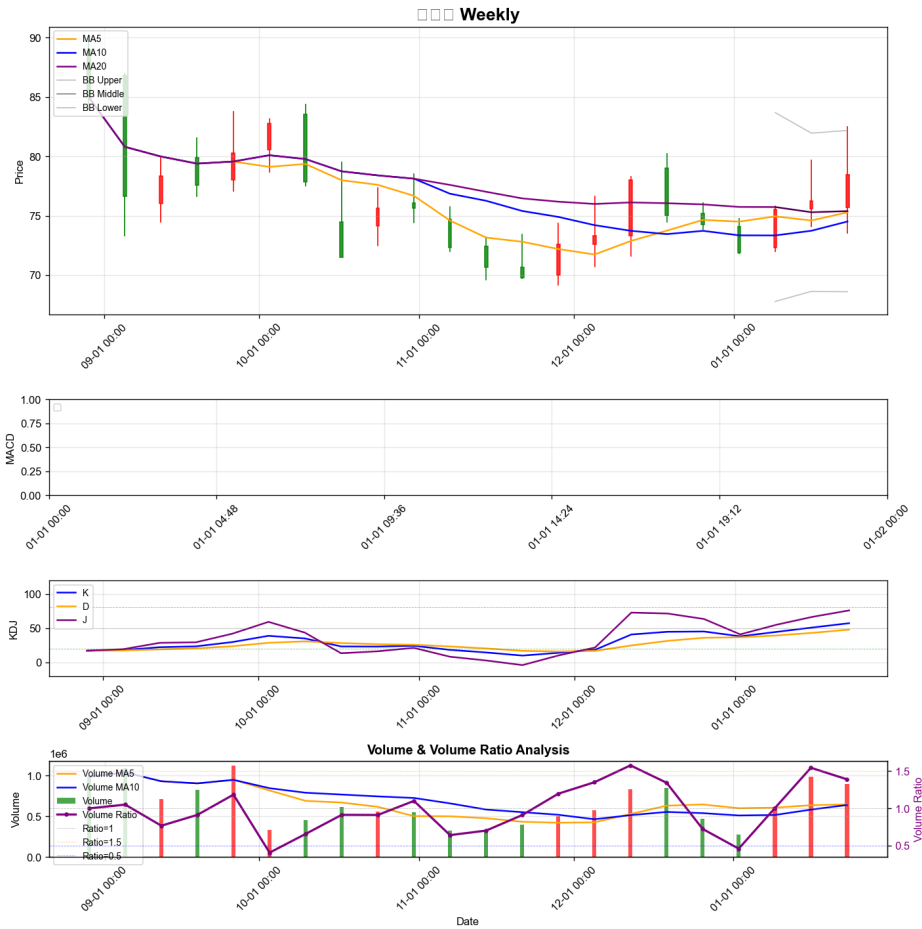 Weekly
MA5
MA10
MA20
BB Upper
BB Middle
BB Lower
Price
90
85
80
75
70
09-01 00:00
10-01 00:00
11-01 00:00
12-01 00:00
01-01 00:00
MACD
1.00
0.75
0.50
0.25
0.00
01-01 00:00
01-01 04:48
01-01 09:36
01-01 14:24
01-01 19:12
01-02 00:00
KDJ
K
D
J
100
50
0
09-01 00:00
10-01 00:00
11-01 00:00
12-01 00:00
01-01 00:00
Volume & Volume Ratio Analysis
1e6
Volume MA5
Volume MA10
Volume
Volume Ratio
Ratio=1
Ratio=1.5
Ratio=0.5
Volume
1.0
0.5
0.0
1.5
1.0
0.5
Volume Ratio
09-01 00:00
10-01 00:00
11-01 00:00
12-01 00:00
01-01 00:00
Date